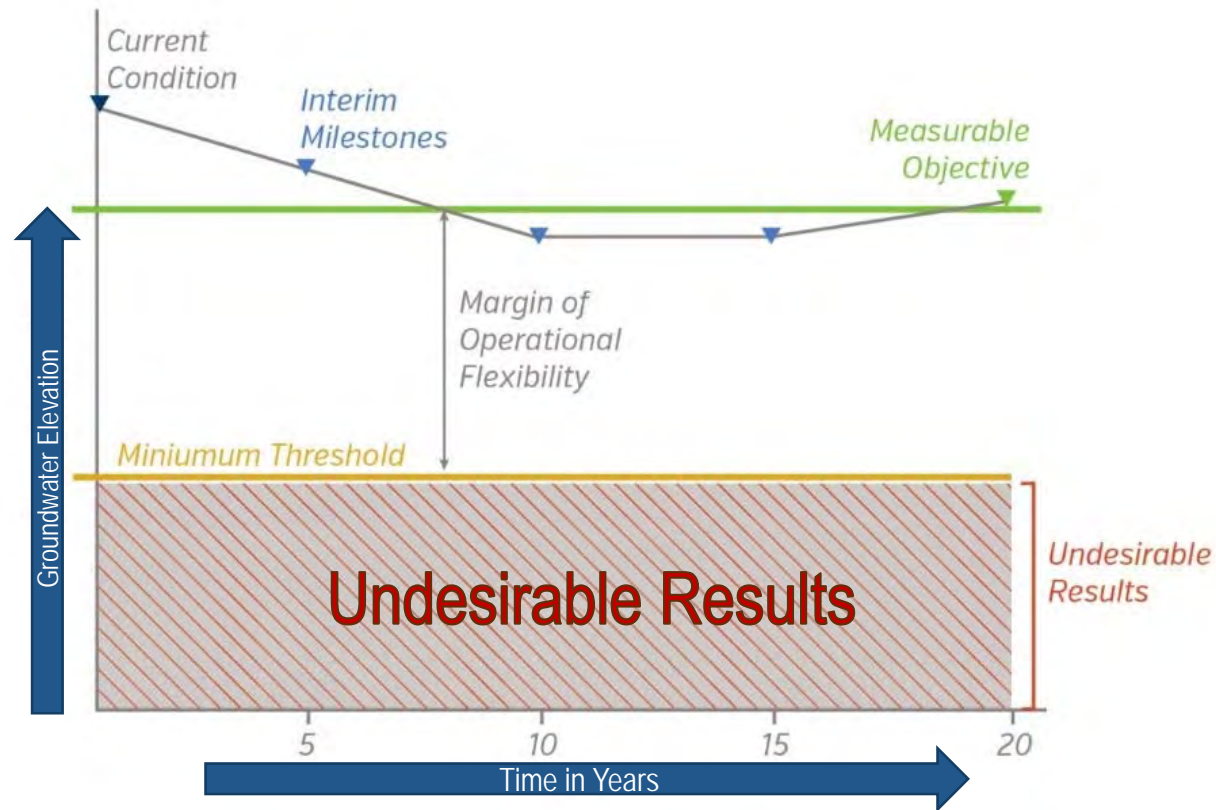 Current
Condition
Interim
Milestones
Measurable
Objective
Margin of
Operational
Flexibility
Groundwater Elevation
Miniumum Threshold
Undesirable Results
Undesirable
Results
5
10
15
20
Time in Years